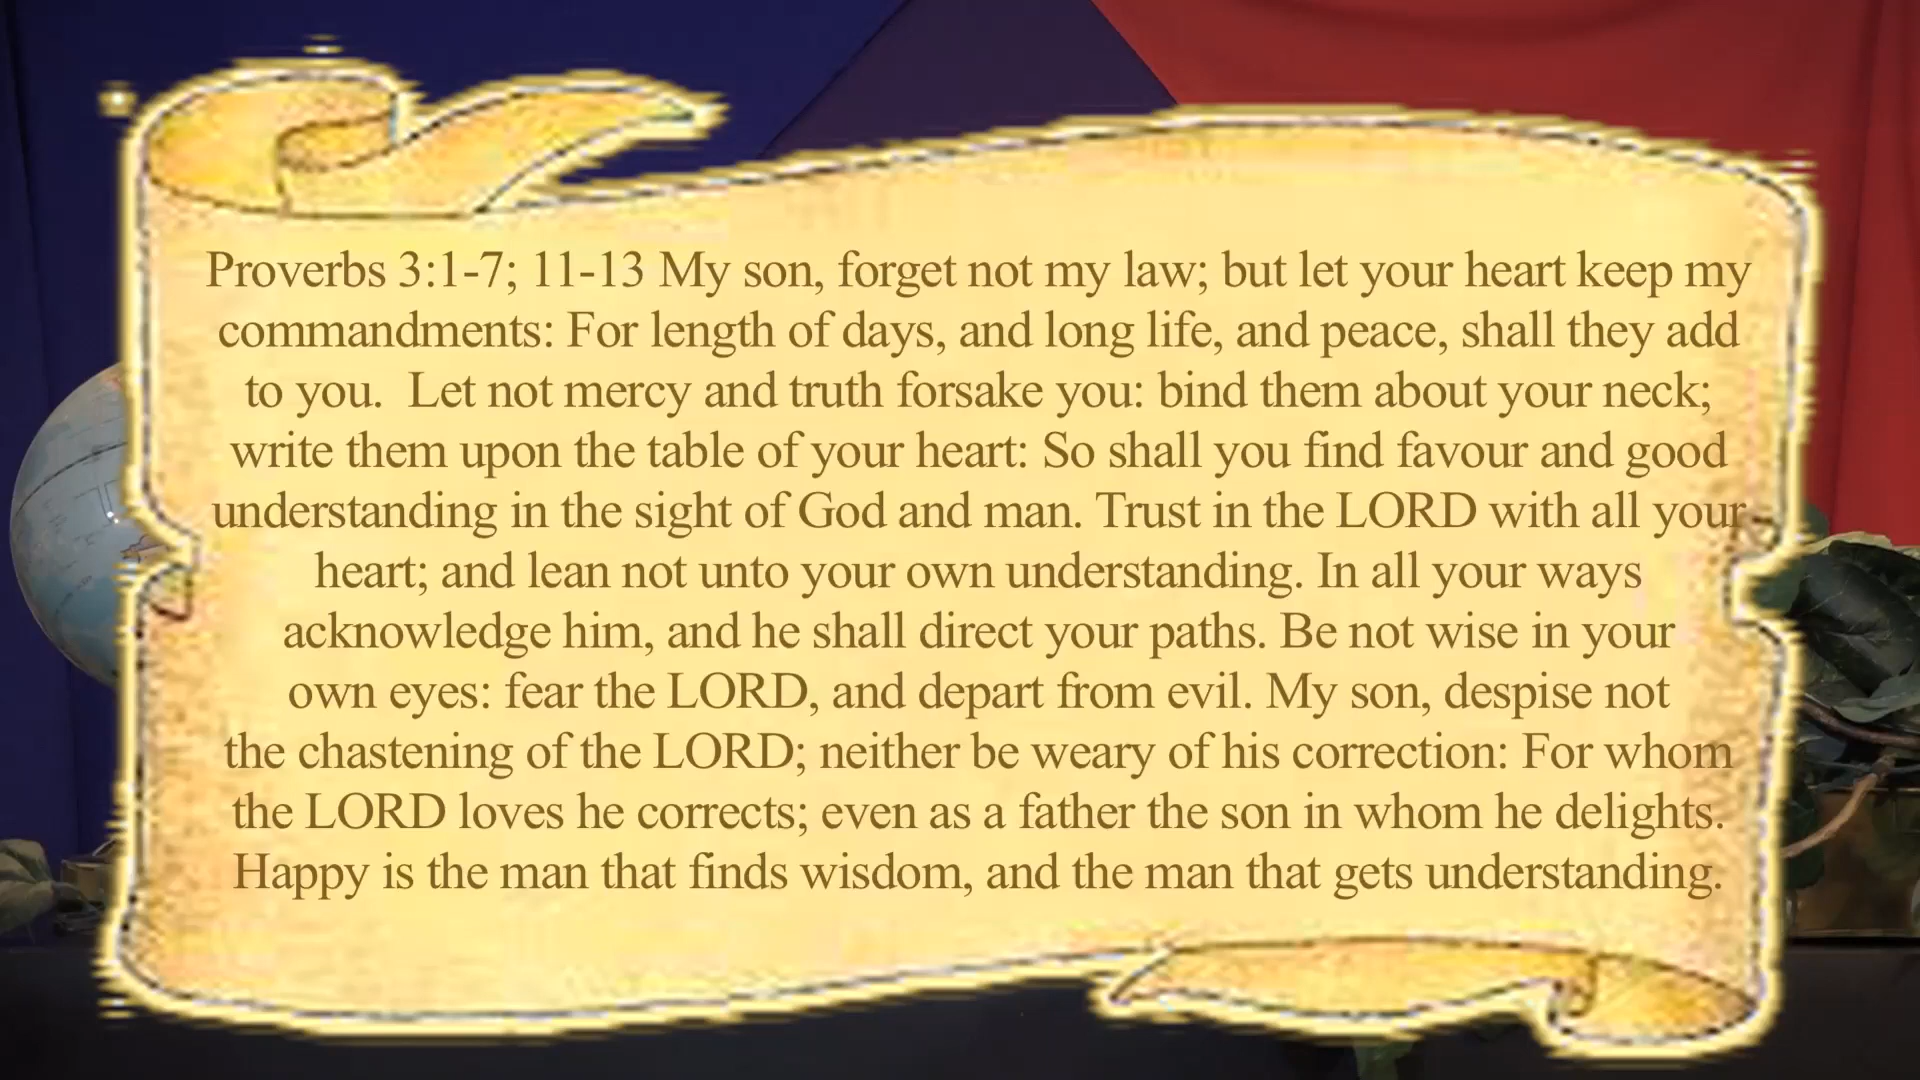 Proverbs 3:1-7; 11-13 My son, forget not my law; but let your heart keep my
commandments: For length of days, and long life, and peace, shall they add
to you.  Let not mercy and truth forsake you: bind them about your neck;
write them upon the table of your heart: So shall you find favour and good
understanding in the sight of God and man. Trust in the LORD with all your
heart; and lean not unto your own understanding. In all your ways
acknowledge him, and he shall direct your paths. Be not wise in your
own eyes: fear the LORD, and depart from evil. My son, despise not
the chastening of the LORD; neither be weary of his correction: For whom
the LORD loves he corrects; even as a father the son in whom he delights.
Happy is the man that finds wisdom, and the man that gets understanding.